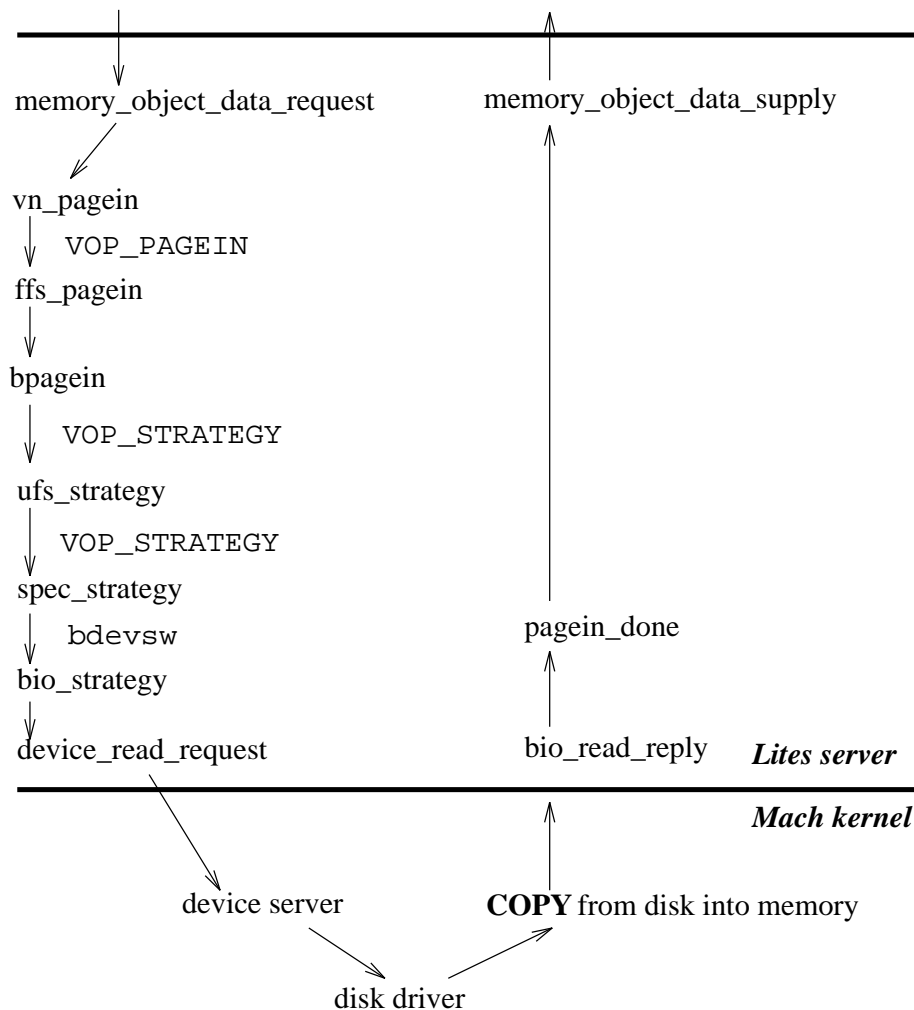 memory_object_data_request
memory_object_data_supply
vn_pagein
VOP_PAGEIN
ffs_pagein
bpagein
VOP_STRATEGY
ufs_strategy
VOP_STRATEGY
spec_strategy
bdevsw
pagein_done
bio_strategy
device_read_request
bio_read_reply
Lites server
Mach kernel
device server
COPY from disk into memory
disk driver